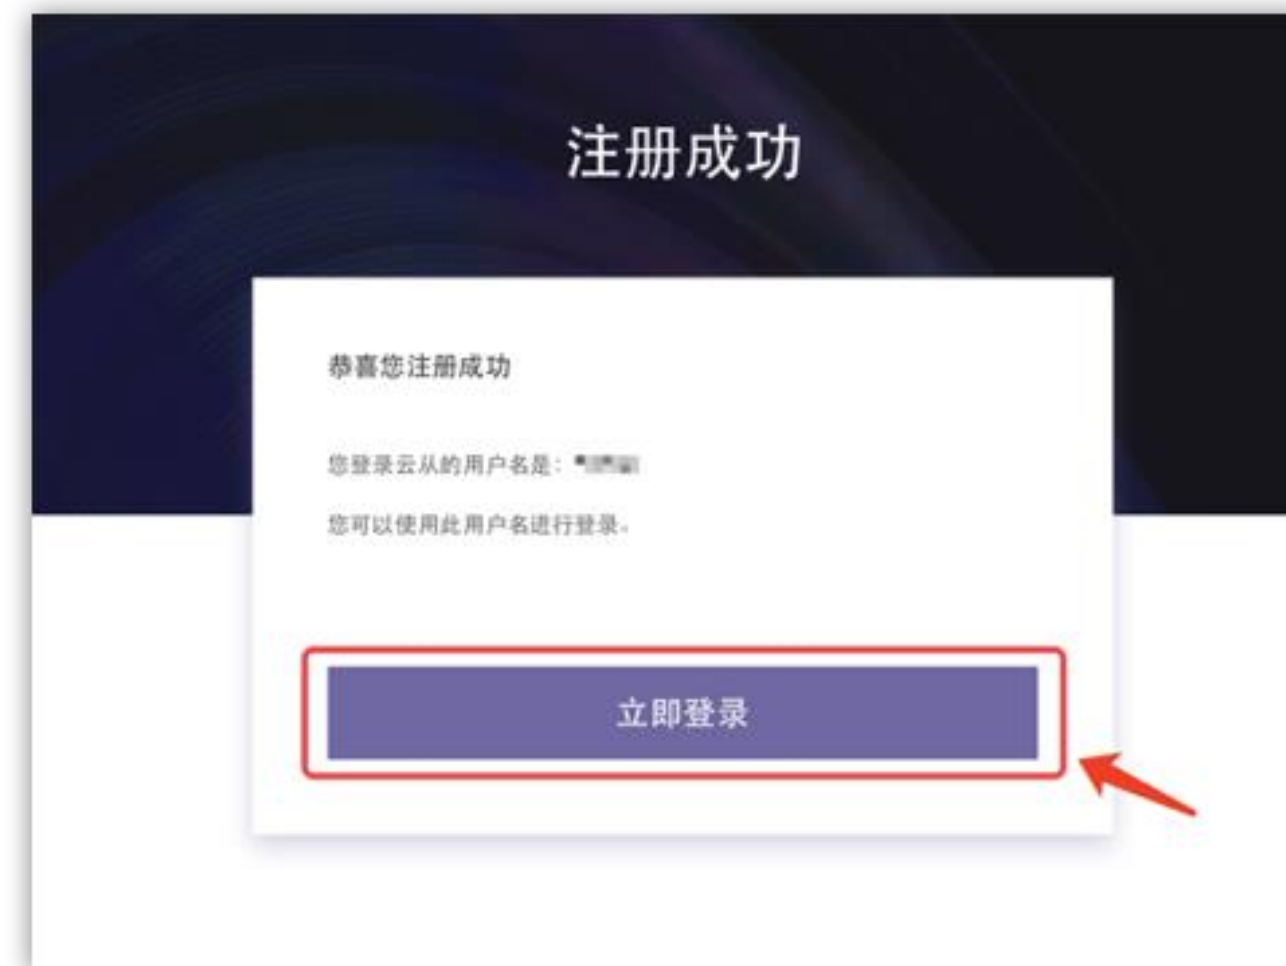 注册成功
恭喜您注册成功
您登录云从的用户名是：
您可以使用此用户名进行登录。
立即登录